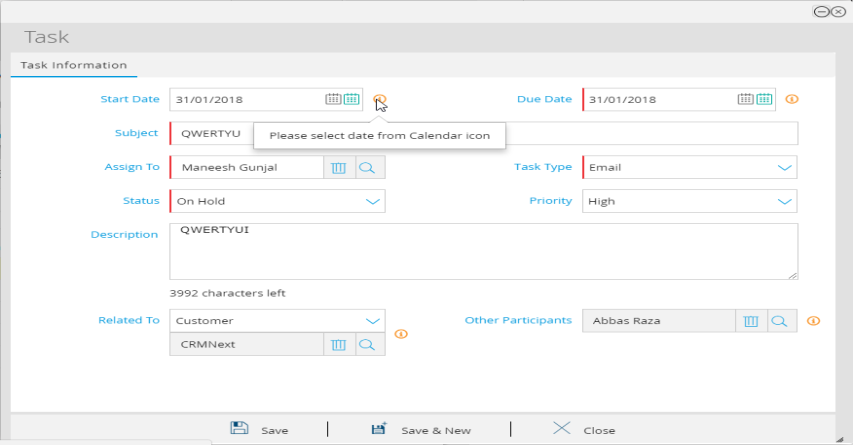 Task
Task Information
Start Date 31/01/2018 Due Date 31/01/2018
Please select date from Calendar icon
Subject QWERTYU
Assign To Maneesh Gunjal Task Type Email
Status On Hold Priority High
Description QWERTYUI
3992 characters left
Related To Customer Other Participants Abbas Raza
CRMNext
Save | Save & New | Close